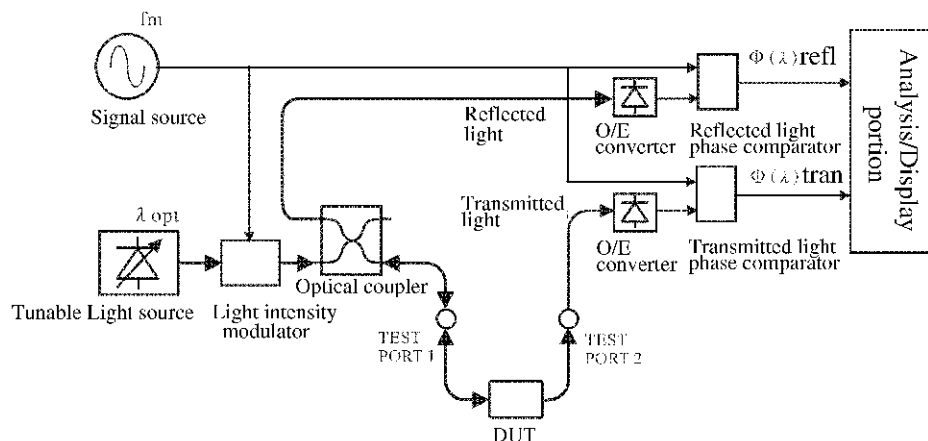 fm
Signal source
Φ(λ)refl
Analysis/Display
portion
Reflected
light
O/E
converter
Reflected light
phase comparator
Φ(λ)tran
Transmitted
light
λ opt
O/E
converter
Transmitted light
phase comparator
Optical coupler
Tunable Light source
Light intensity
modulator
TEST
PORT 1
TEST
PORT 2
DUT